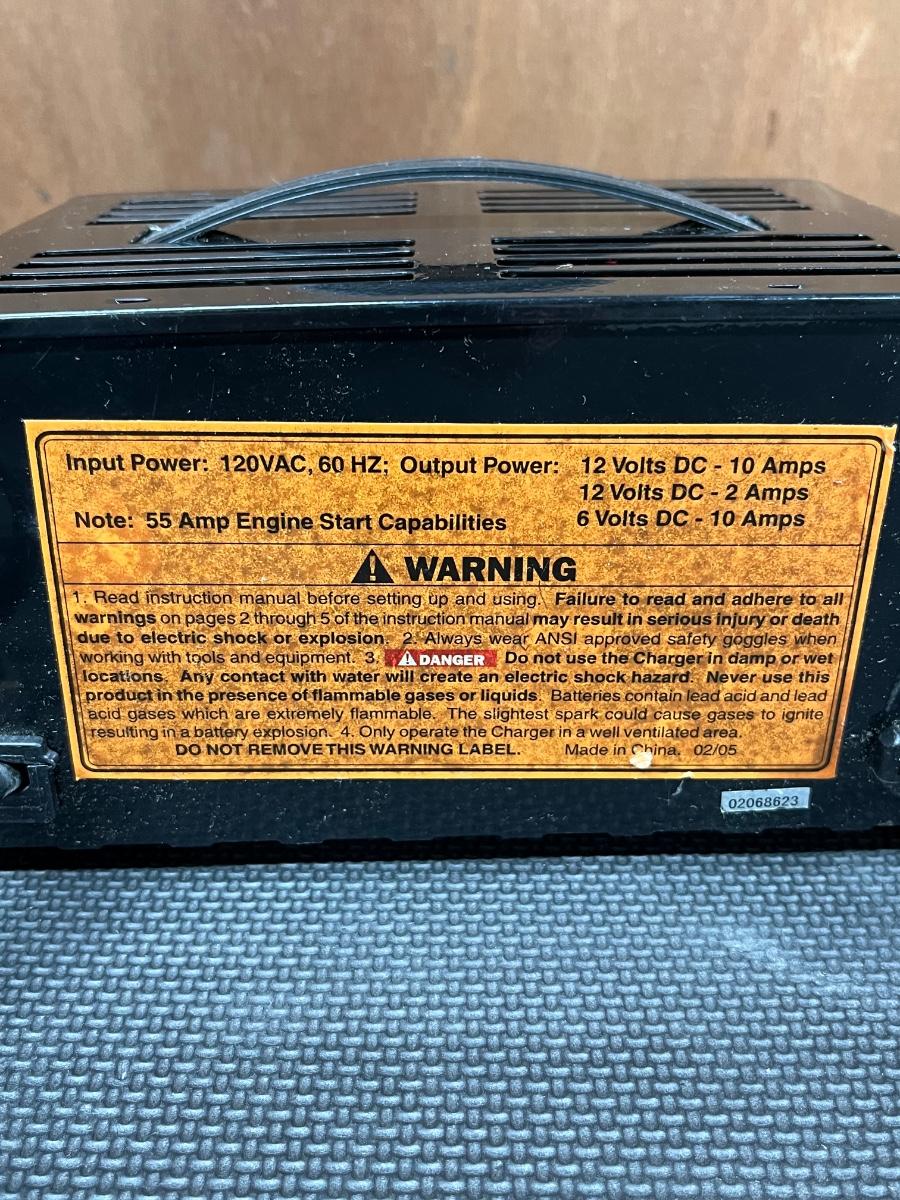 Input Power: 120VAC, 60 HZ; Output Power: 12 Volts DC - 10 Amps
12 Volts DC - 2 Amps
Note: 55 Amp Engine Start Capabilities 6 Volts DC - 10 Amps
WARNING
1. Read instruction manual before setting up and using. Failure to read and adhere to all
warnings on pages 2 through 5 of the instruction manual may result in serious injury or death
due to electric shock or explosion. 2. Always wear ANSI approved safety goggles when
working with tools and equipment. 3. DANGER Do not use the Charger in damp or wet
locations. Any contact with water will create an electric shock hazard. Never use this
product in the presence of flammable gases or liquids. Batteries contain lead acid and lead
acid gases which are extremely flammable. The slightest spark could cause gases to ignite
resulting in a battery explosion. 4. Only operate the Charger in a well ventilated area.
DO NOT REMOVE THIS WARNING LABEL. Made in China. 02/05
02068623